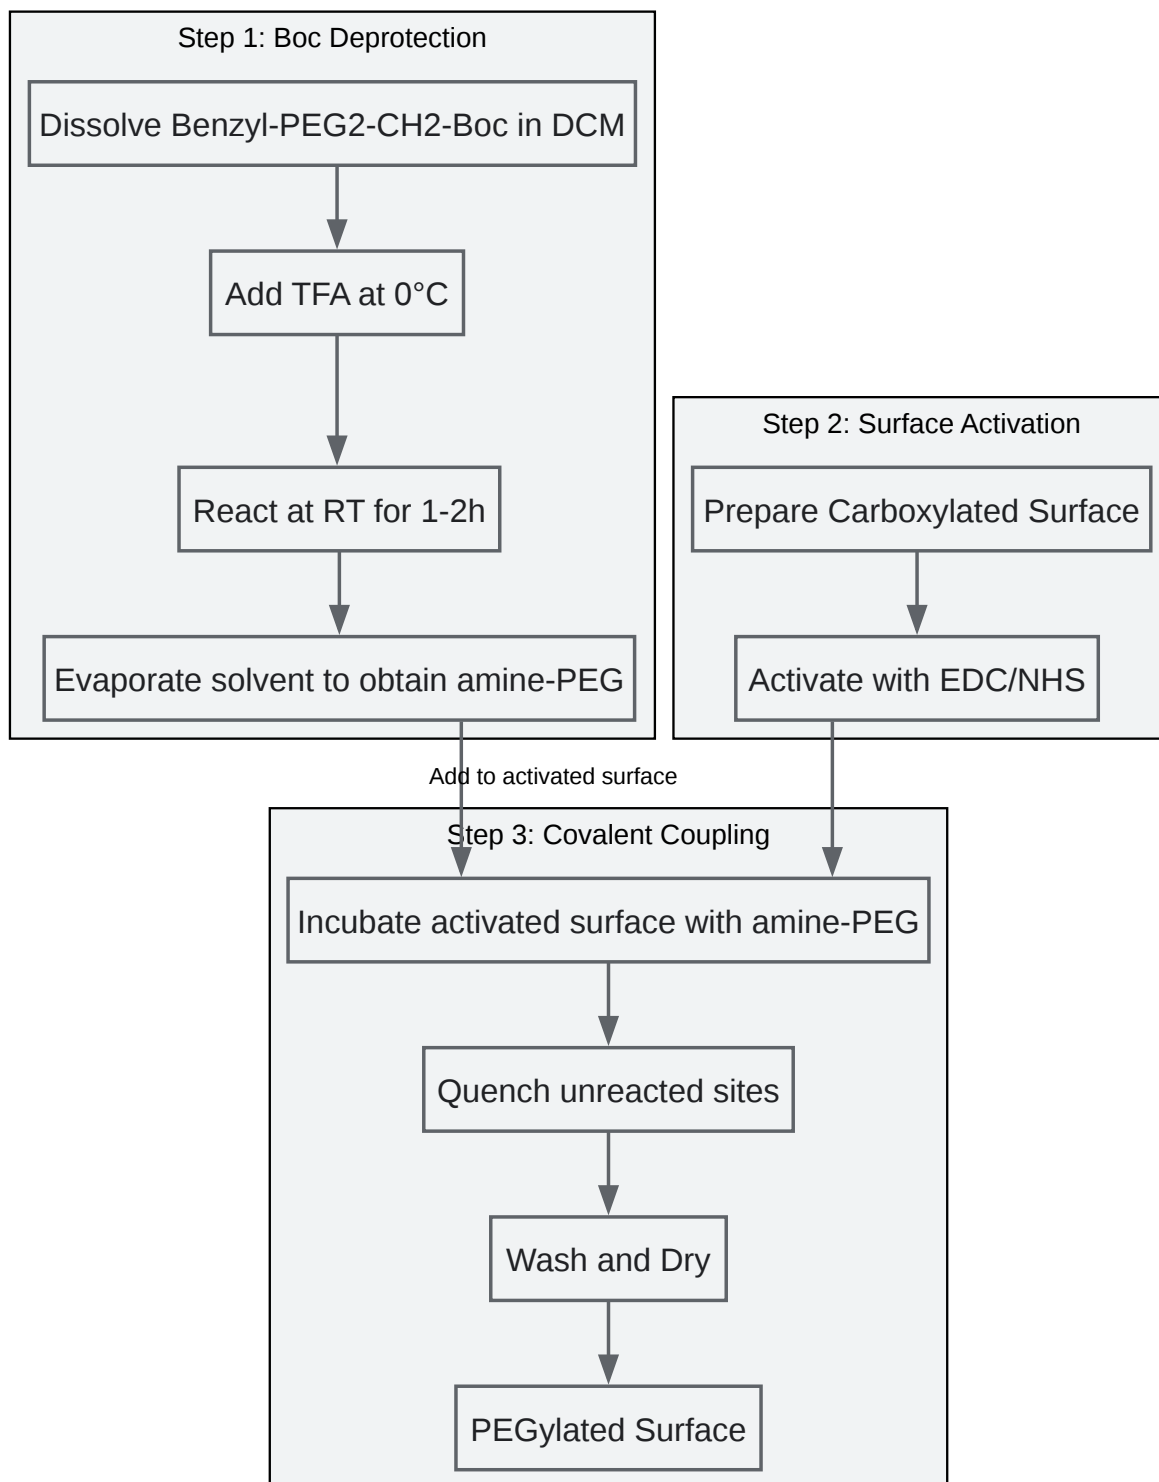 Step 1: Boc Deprotection
Dissolve Benzyl-PEG2-CH2-Boc in DCM
Add TFA at 0°C
React at RT for 1-2h
Evaporate solvent to obtain amine-PEG
Step 2: Surface Activation
Prepare Carboxylated Surface
Activate with EDC/NHS
Add to activated surface
Step 3: Covalent Coupling
Incubate activated surface with amine-PEG
Quench unreacted sites
Wash and Dry
PEGylated Surface